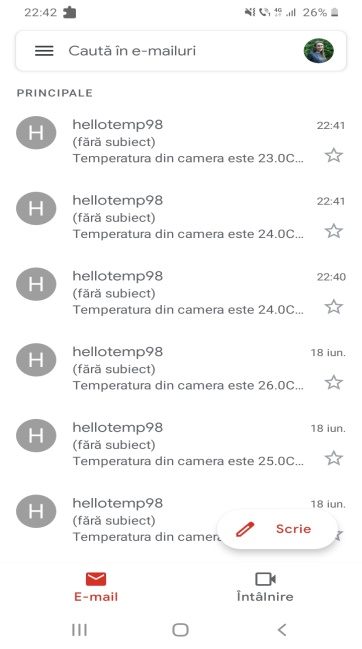 22:42 4G 26%
Caută în e-mailuri
PRINCIPALE
H hellotemp98 22:41
(fără subiect)
Temperatura din camera este 23.0C...
H hellotemp98 22:41
(fără subiect)
Temperatura din camera este 24.0C...
H hellotemp98 22:40
(fără subiect)
Temperatura din camera este 24.0C...
H hellotemp98 18 iun.
(fără subiect)
Temperatura din camera este 26.0C...
H hellotemp98 18 iun.
(fără subiect)
Temperatura din camera este 25.0C...
H hellotemp98 18 iun.
(fără subiect)
Temperatura din camera
Scrie
E-mail Întâlnire